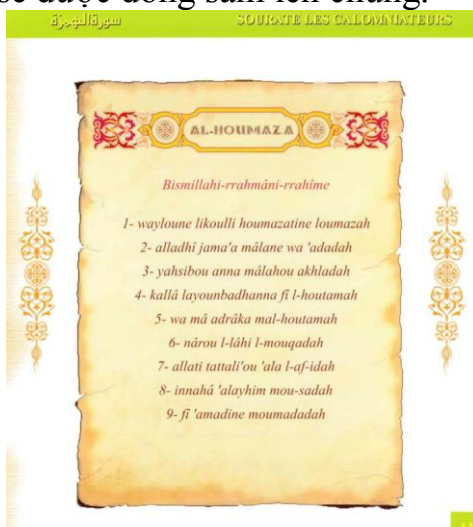 sẽ được đóng sầm lên chúng.
سورة الهمزة SOURATE LES CALOMNIATEURS
AL-HOUMAZA
Bismillahi-rrahmâni-rrahîme
1- wayloune likoulli houmazatine loumazah
2- alladhi jama'a mâlane wa 'adadah
3- yahsibou anna mâlahou akhladah
4- kallâ layounbadhanna fî l-houtamah
5- wa mâ adrâka mal-houtamah
6- nârou l-lâhi l-mouqadah
7- allati tattali'ou 'ala l-af-idah
8- innahâ 'alayhim mou-sadah
9- fî 'amadine moumadadah